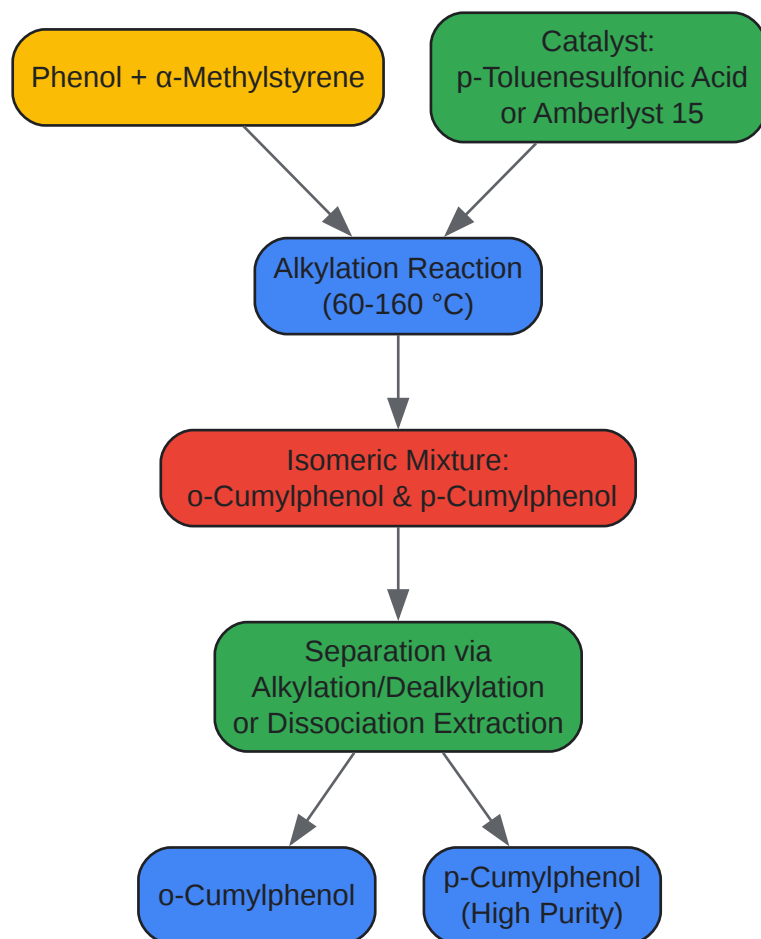 Phenol + α-Methylstyrene
Catalyst:
p-Toluenesulfonic Acid
or Amberlyst 15
Alkylation Reaction
(60-160 °C)
Isomeric Mixture:
o-Cumylphenol & p-Cumylphenol
Separation via
Alkylation/Dealkylation
or Dissociation Extraction
o-Cumylphenol
p-Cumylphenol
(High Purity)